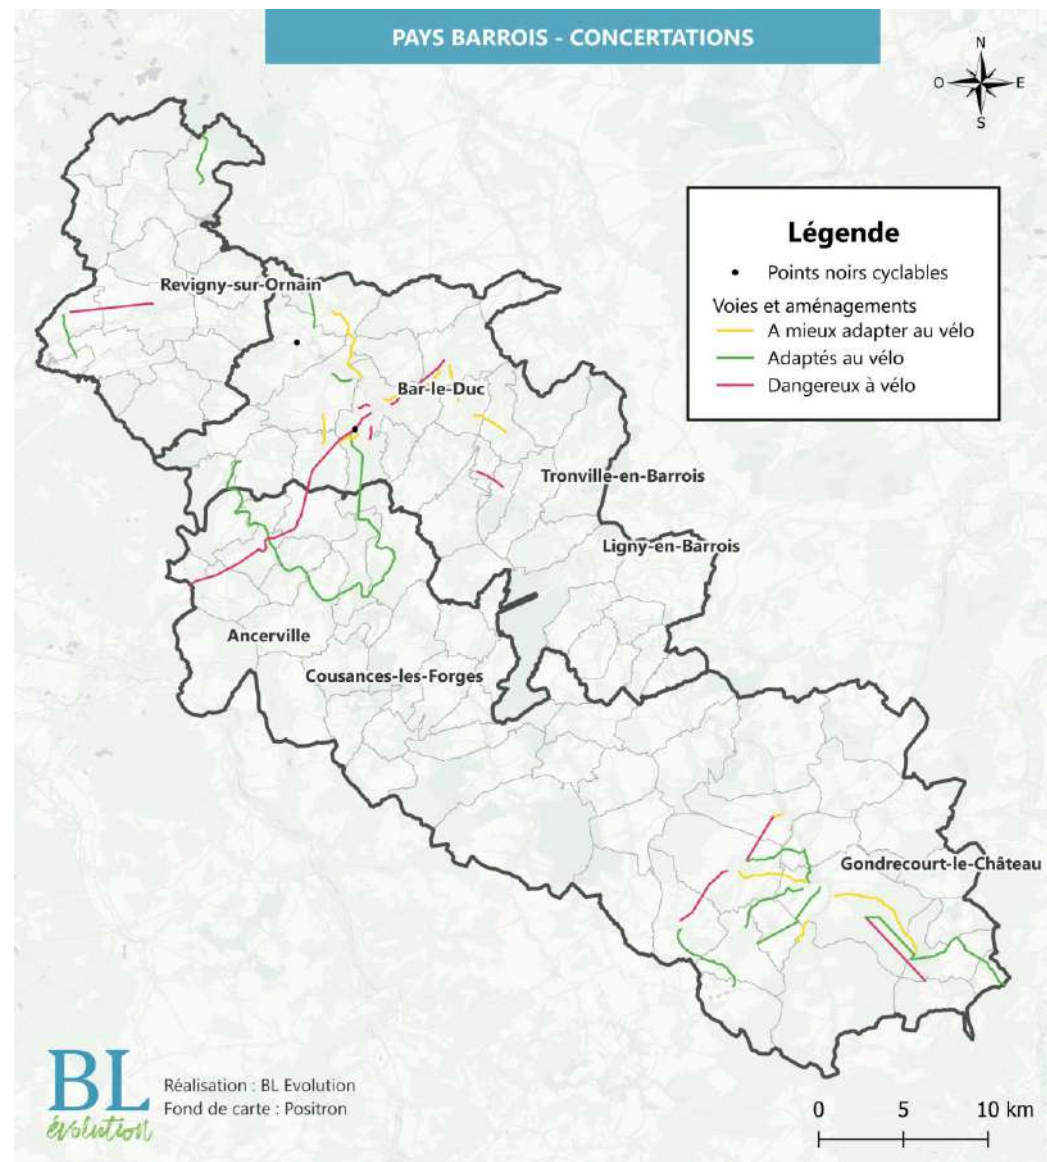 PAYS BARROIS - CONCERTATIONS
N
O
E
S
Légende
Points noirs cyclables
Voies et aménagements
A mieux adapter au vélo
Adaptés au vélo
Dangereux à vélo
Revigny-sur-Ornain
Bar-le-Duc
Tronville-en-Barrois
Ligny-en-Barrois
Ancerville
Cousances-les-Forges
Gondrecourt-le-Château
BL
évolution
Réalisation : BL Evolution
Fond de carte : Positron
0 5 10 km